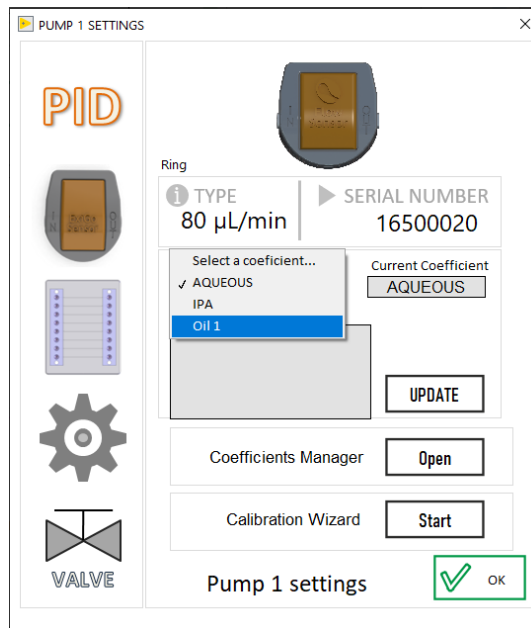 PUMP 1 SETTINGS
PID
Ring
TYPE
80 µL/min
SERIAL NUMBER
16500020
Select a coeficient...
AQUEOUS
IPA
Oil 1
Current Coefficient
AQUEOUS
UPDATE
Coefficients Manager
Open
Calibration Wizard
Start
VALVE
Pump 1 settings
OK